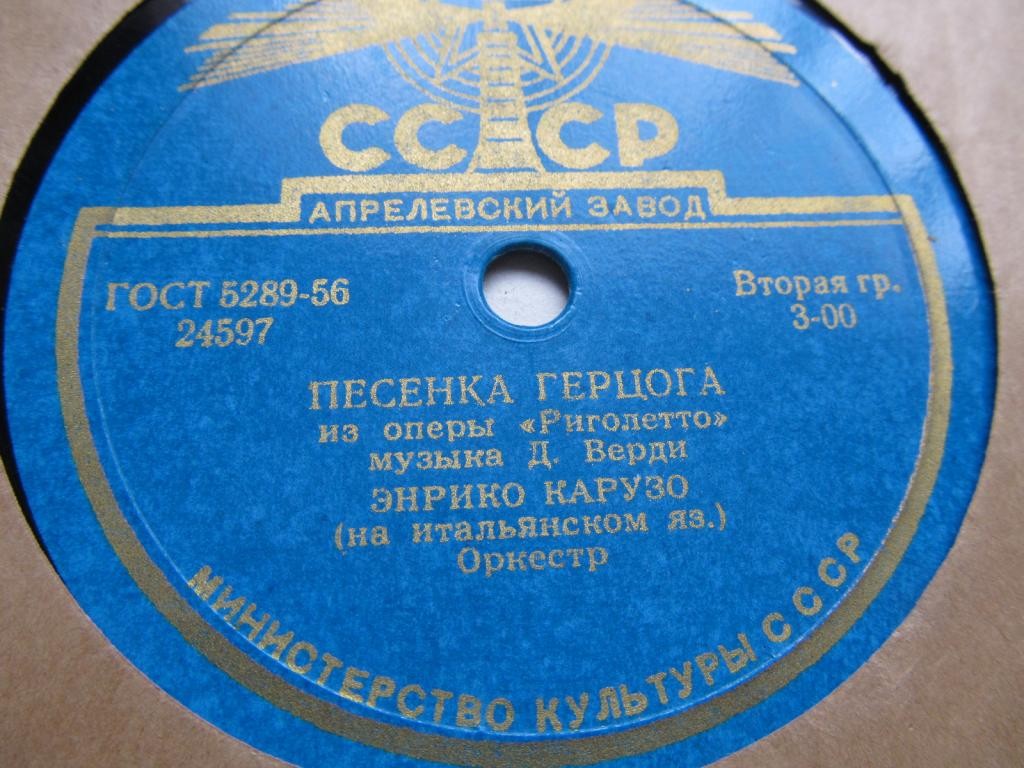 СССР
АПРЕЛЕВСКИЙ ЗАВОД
ГОСТ 5289-56
24597
Вторая гр.
3-00
ПЕСЕНКА ГЕРЦОГА
из оперы «Риголетто»
музыка Д. Верди
ЭНРИКО КАРУЗО
(на итальянском яз.)
Оркестр
МИНИСТЕРСТВО КУЛЬТУРЫ СССР